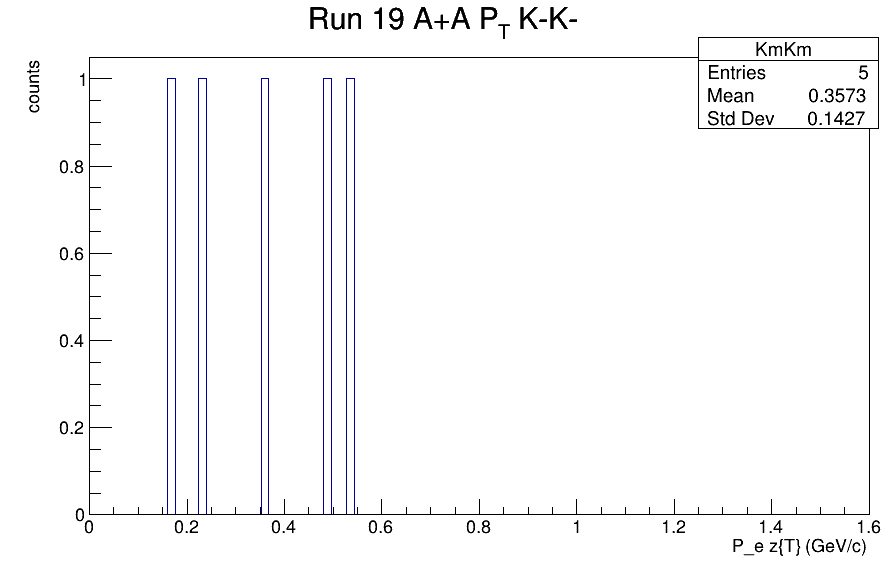 Run 19 A+A P_T K-K-
KmKm
Entries 5
Mean 0.3573
Std Dev 0.1427
counts
1
0.8
0.6
0.4
0.2
0
0 0.2 0.4 0.6 0.8 1 1.2 1.4 1.6
P_e z{T} (GeV/c)